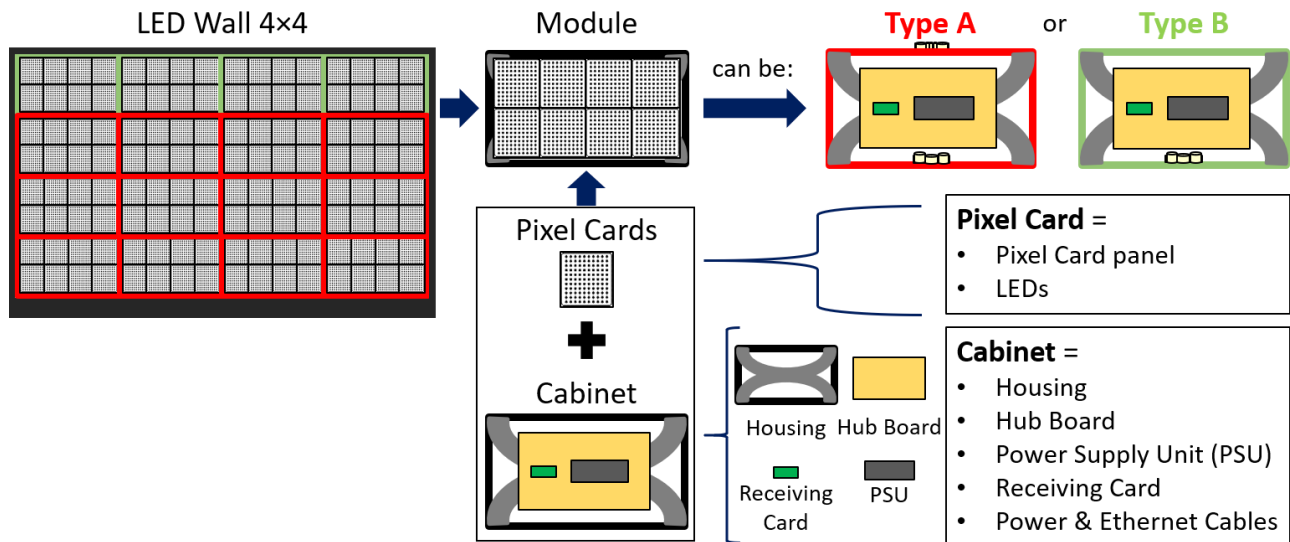 LED Wall 4×4
Module
Type A
or
Type B
can be:
Pixel Cards
Cabinet
Pixel Card =
• Pixel Card panel
• LEDs
Housing
Hub Board
Receiving
Card
PSU
Cabinet =
• Housing
• Hub Board
• Power Supply Unit (PSU)
• Receiving Card
• Power & Ethernet Cables